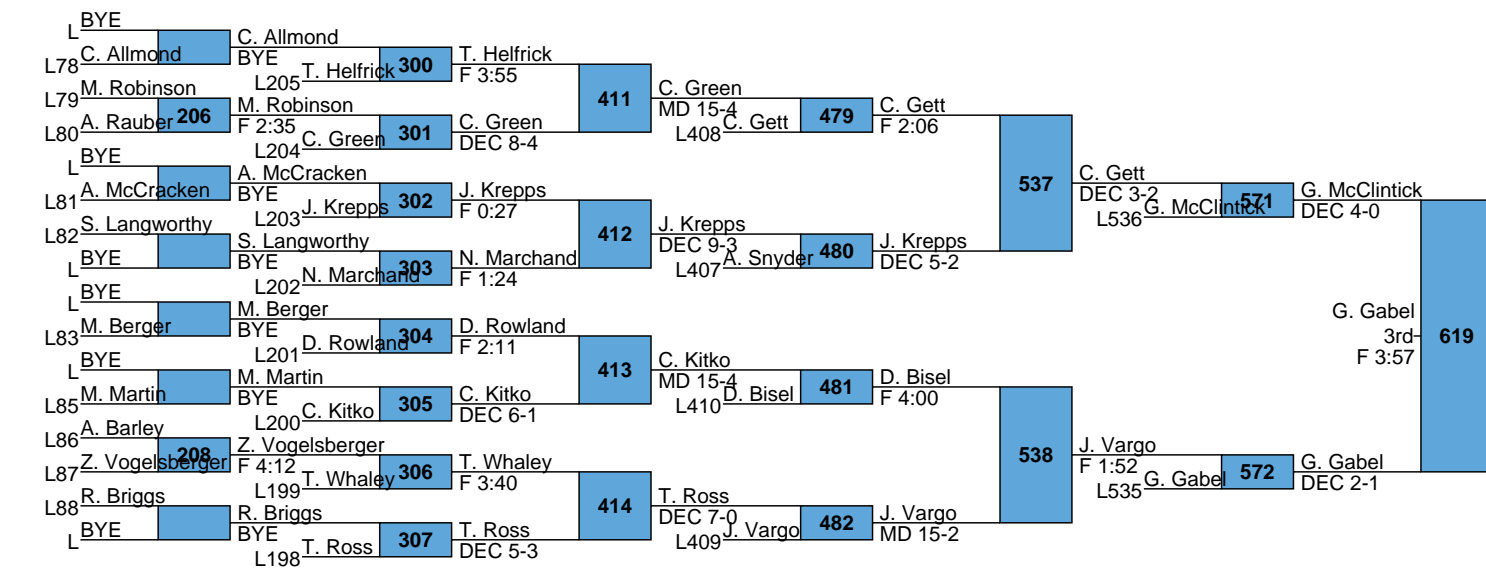 BYE
L
C. Allmond
L78
C. Allmond
BYE
L205
T. Helfrick
300
T. Helfrick
F 3:55
M. Robinson
L79
206
A. Rauber
L80
M. Robinson
F 2:35
L204
C. Green
301
C. Green
DEC 8-4
411
C. Green
MD 15-4
L408
C. Gett
479
C. Gett
F 2:06
BYE
L
A. McCracken
L81
A. McCracken
BYE
L203
J. Krepps
302
J. Krepps
F 0:27
S. Langworthy
L82
BYE
L
S. Langworthy
BYE
L202
N. Marchand
303
N. Marchand
F 1:24
412
J. Krepps
DEC 9-3
L407
A. Snyder
480
J. Krepps
DEC 5-2
537
C. Gett
DEC 3-2
L536
G. McClintick
571
G. McClintick
DEC 4-0
BYE
L
M. Berger
L83
M. Berger
BYE
L201
D. Rowland
304
D. Rowland
F 2:11
BYE
L
M. Martin
L85
M. Martin
BYE
L200
C. Kitko
305
C. Kitko
DEC 6-1
413
C. Kitko
MD 15-4
L410
D. Bisel
481
D. Bisel
F 4:00
A. Barley
L86
208
Z. Vogelsberger
L87
Z. Vogelsberger
F 4:12
L199
T. Whaley
306
T. Whaley
F 3:40
R. Briggs
L88
BYE
L
R. Briggs
BYE
L198
T. Ross
307
T. Ross
DEC 5-3
414
T. Ross
DEC 7-0
L409
J. Vargo
482
J. Vargo
MD 15-2
538
J. Vargo
F 1:52
L535
G. Gabel
572
G. Gabel
DEC 2-1
G. Gabel
3rd
F 3:57
619